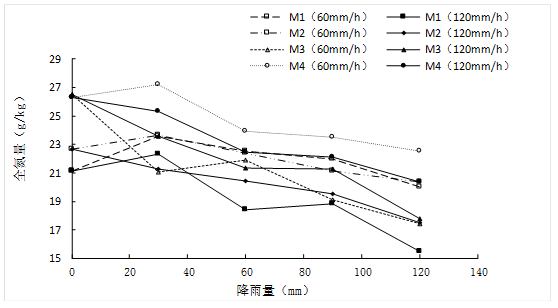 M1（60mm/h） M1（120mm/h）
M2（60mm/h） M2（120mm/h）
M3（60mm/h） M3（120mm/h）
M4（60mm/h） M4（120mm/h）
全氮量（g/kg）
29
27
25
23
21
19
17
15
0 20 40 60 80 100 120 140
降雨量（mm）